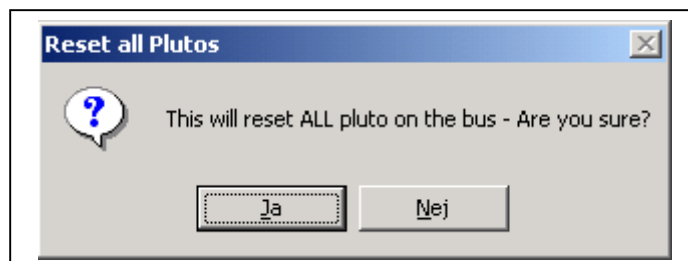 Reset all Plutos
?
This will reset ALL pluto on the bus - Are you sure?
Ja
Nej